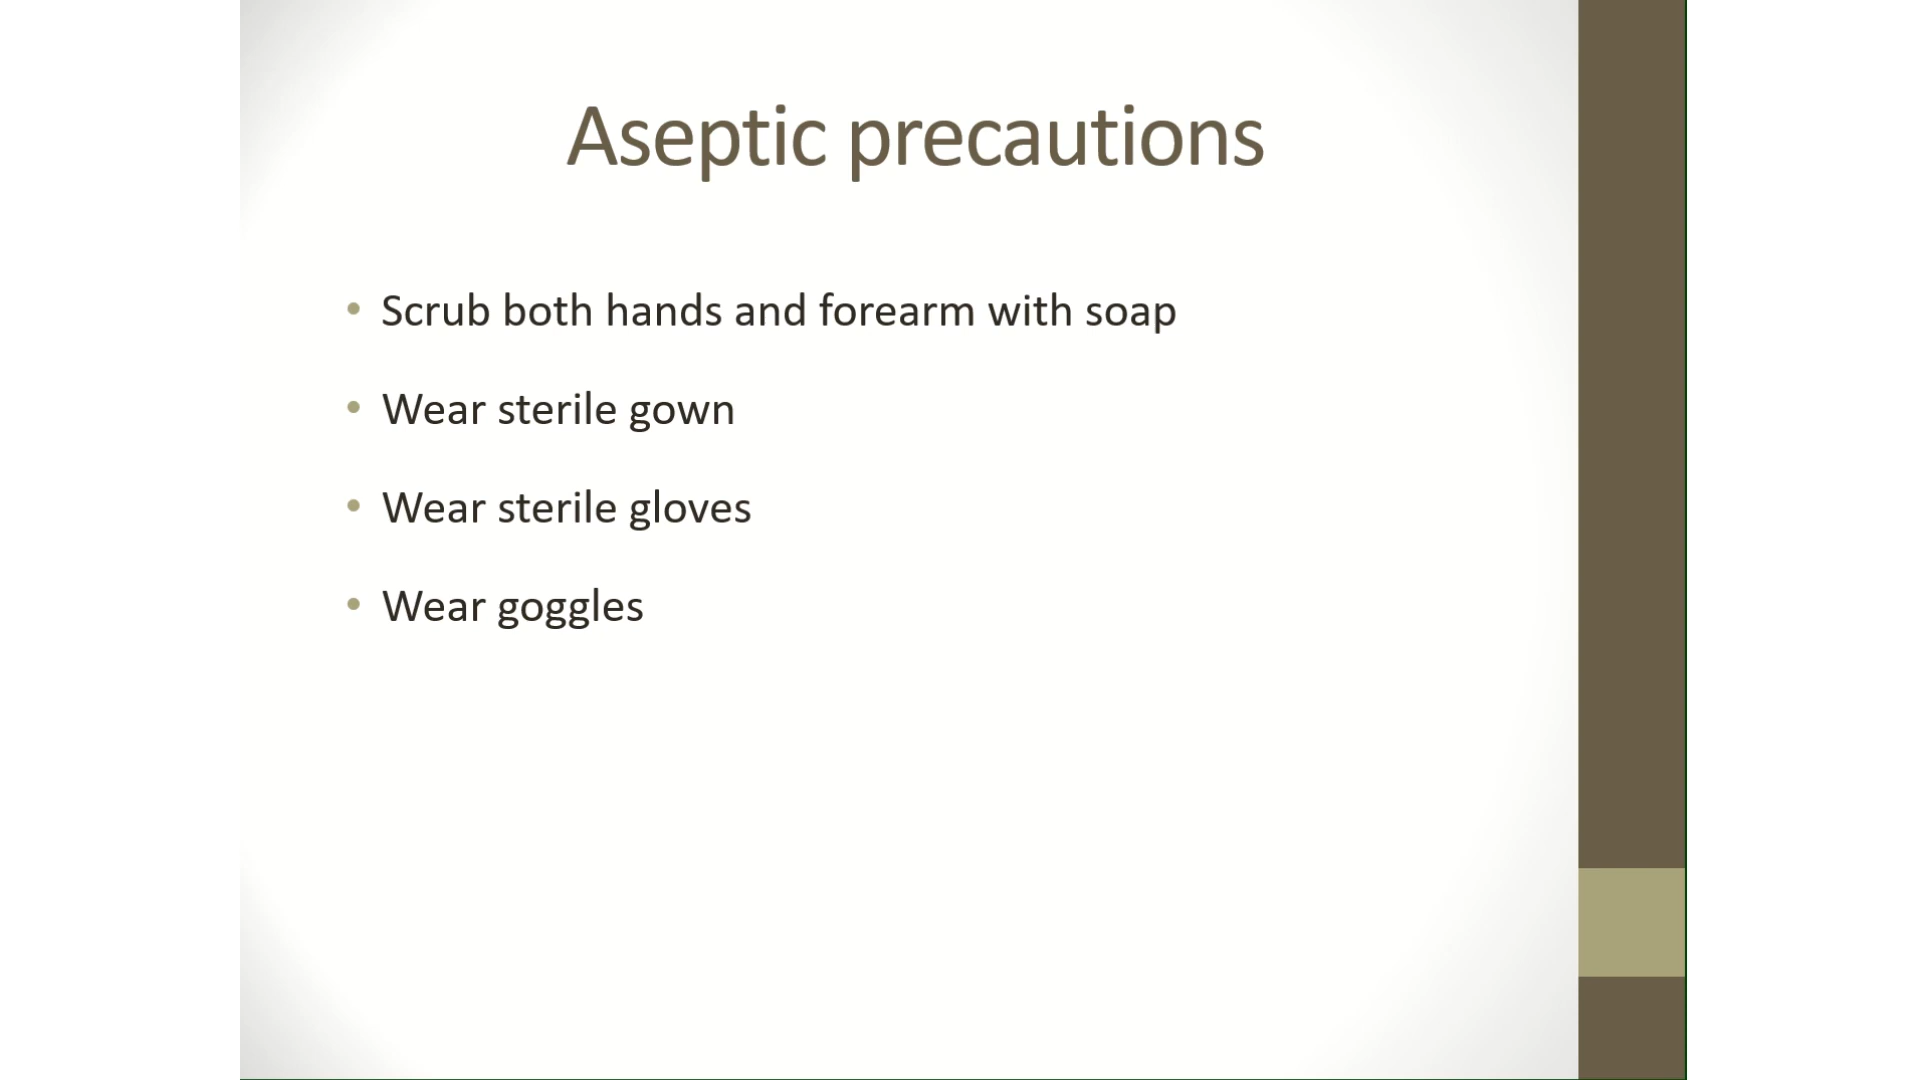 Aseptic precautions
• Scrub both hands and forearm with soap
• Wear sterile gown
• Wear sterile gloves
• Wear goggles